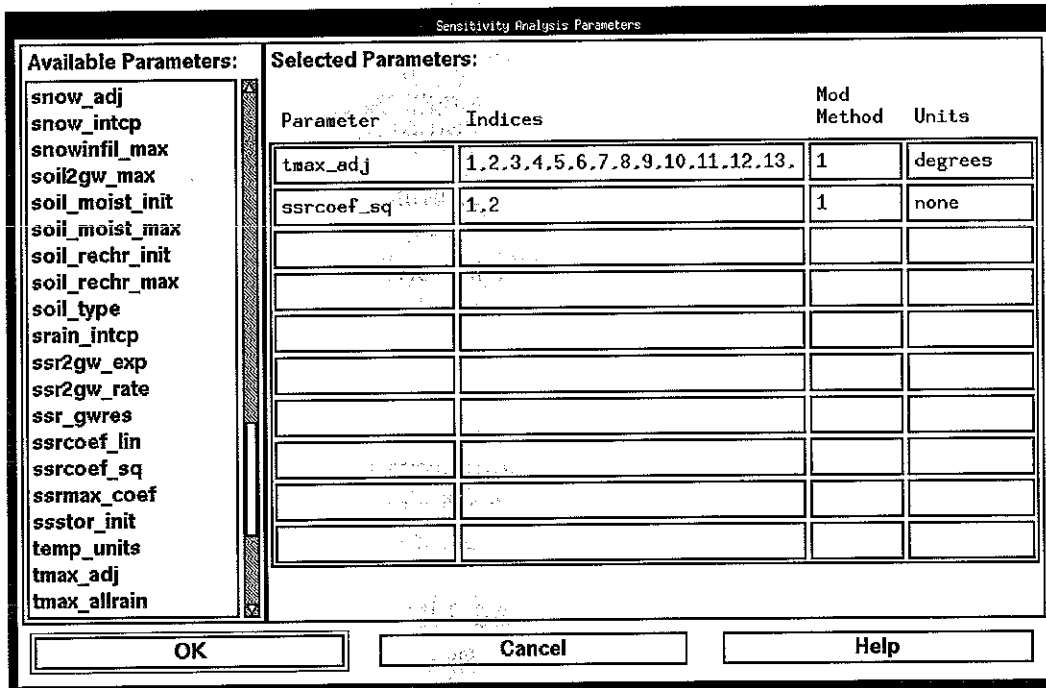 Sensitivity Analysis Parameters
Available Parameters:
snow_adj
snow_intcp
snowinfil_max
soil2gw_max
soil_moist_init
soil_moist_max
soil_rechr_init
soil_rechr_max
soil_type
srain_intcp
ssr2gw_exp
ssr2gw_rate
ssr_gwres
ssrcoef_lin
ssrcoef_sq
ssrmax_coef
ssstor_init
temp_units
tmax_adj
tmax_allrain
Selected Parameters:
Parameter Indices Mod Method Units
tmax_adj 1,2,3,4,5,6,7,8,9,10,11,12,13, 1 degrees
ssrcoef_sq 1,2 1 none
OK Cancel Help